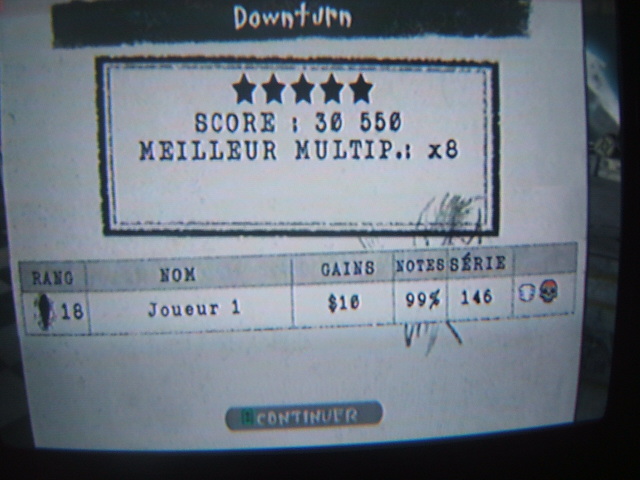 Downturn
SCORE : 30 550
MEILLEUR MULTIP.: x8
RANG NOM GAINS NOTES SÉRIE
18 Joueur 1 $10 99% 146
CONTINUER